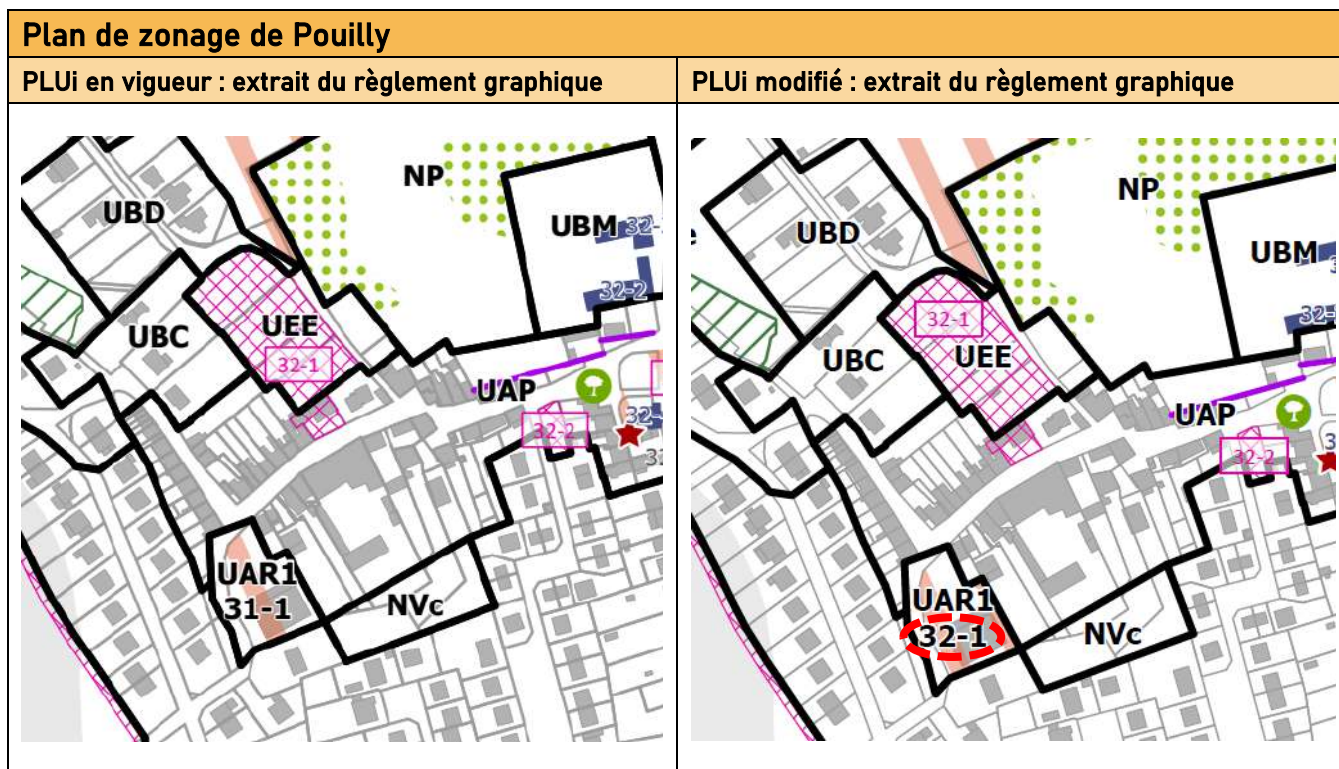 Plan de zonage de Pouilly
PLUi en vigueur : extrait du règlement graphique
PLUi modifié : extrait du règlement graphique
NP
UBD
UBM
32-2
UEE
UBC
32-1
UAP
32-2
32
UAR1
31-1
NVc
NP
UBD
UBM
32-1
UBC
UEE
UAP
32-2
UAR1
32-1
NVc